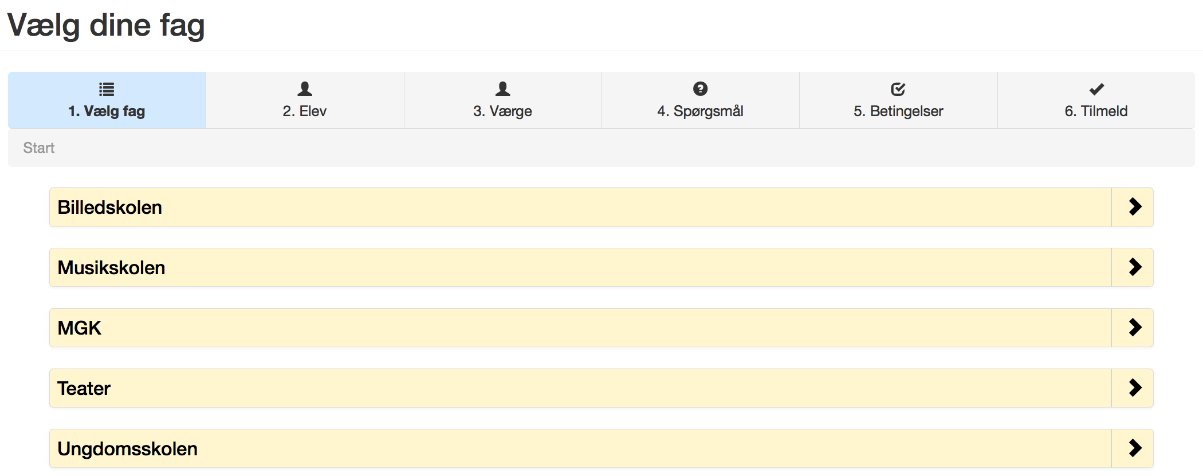 Vælg dine fag
1. Vælg fag
2. Elev
3. Værge
4. Spørgsmål
5. Betingelser
6. Tilmeld
Start
Billedskolen
Musikskolen
MGK
Teater
Ungdomsskolen